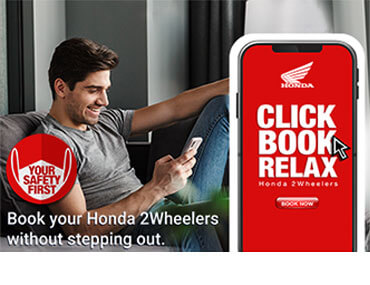 YOUR
SAFETY
FIRST
Book your Honda 2Wheelers
without stepping out.
HONDA
CLICK
BOOK
RELAX
Honda 2Wheelers
BOOK NOW